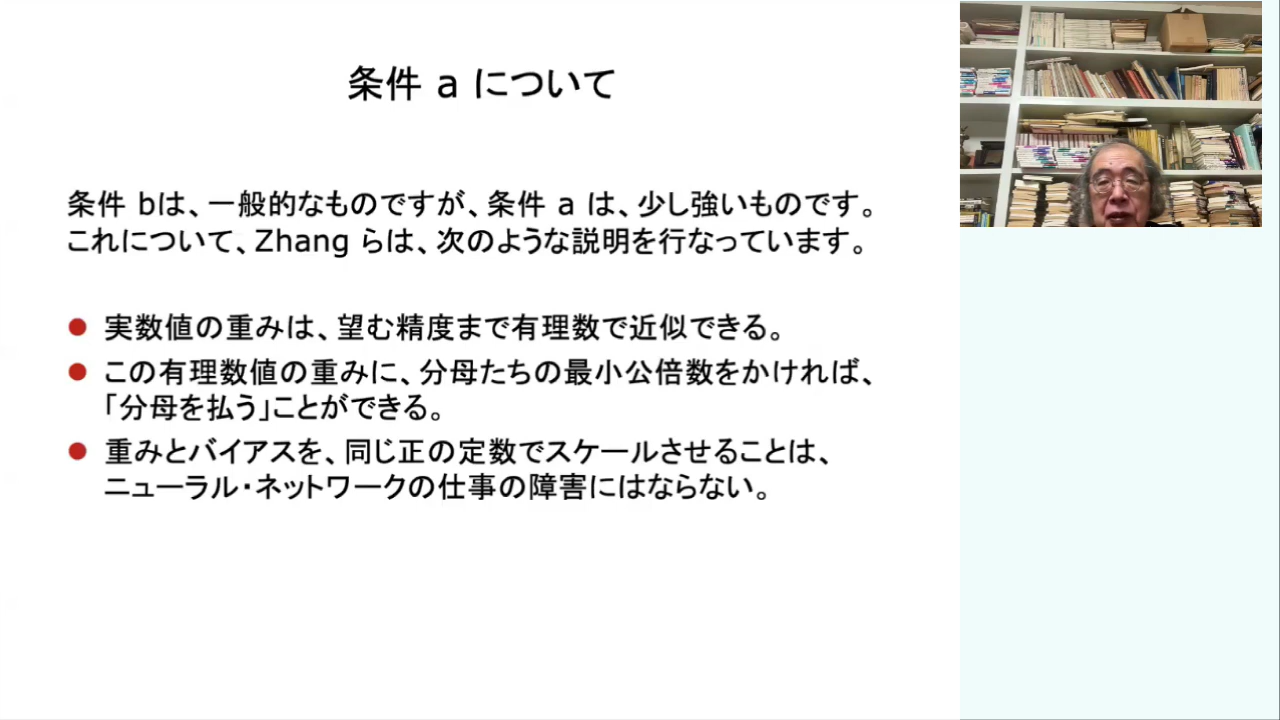 条件 a について
条件 bは、一般的なものですが、条件 a は、少し強いものです。
これについて、Zhang らは、次のような説明を行なっています。
● 実数値の重みは、望む精度まで有理数で近似できる。
● この有理数値の重みに、分母たちの最小公倍数をかければ、
「分母を払う」ことができる。
● 重みとバイアスを、同じ正の定数でスケールさせることは、
ニューラル・ネットワークの仕事の障害にはならない。